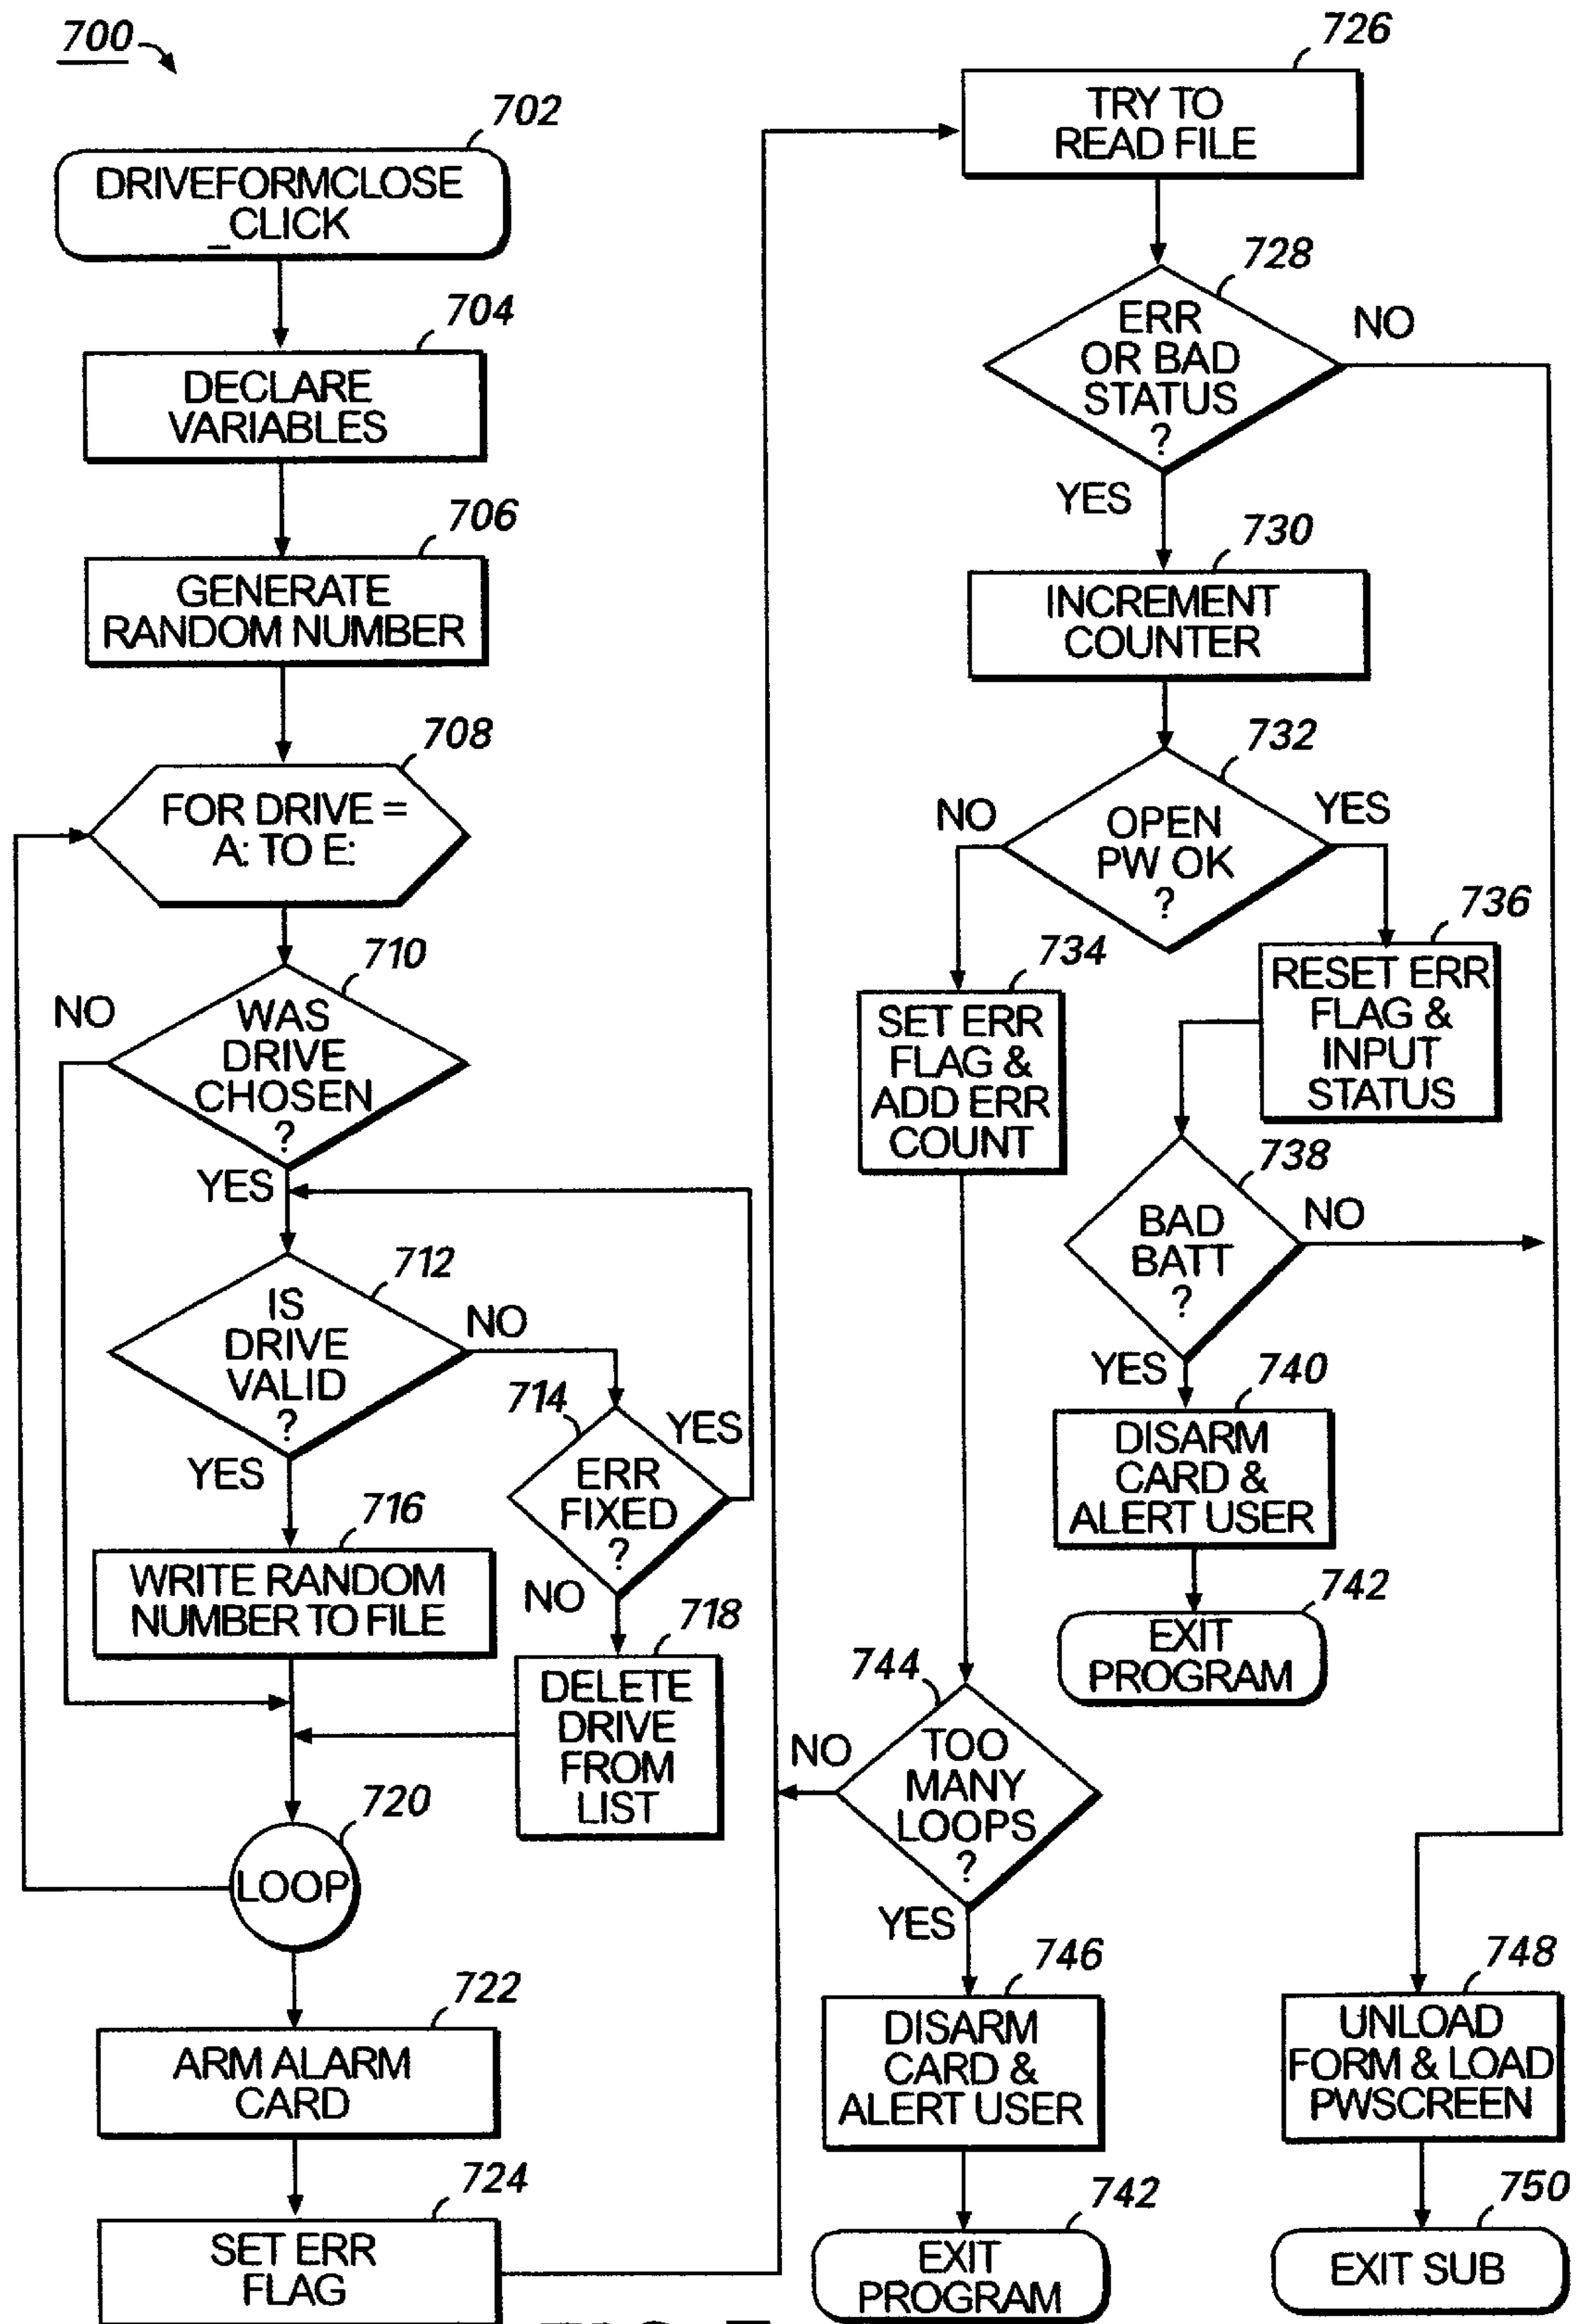 700
702
DRIVEFORMCLOSE
_CLICK
704
DECLARE
VARIABLES
706
GENERATE
RANDOM NUMBER
708
FOR DRIVE =
A: TO E:
710
NO
WAS
DRIVE
CHOSEN
?
YES
712
IS
DRIVE
VALID
?
NO
YES
714
YES
ERR
FIXED
?
NO
716
WRITE RANDOM
NUMBER TO FILE
718
DELETE
DRIVE
FROM
LIST
720
LOOP
722
ARM ALARM
CARD
724
SET ERR
FLAG
726
TRY TO
READ FILE
728
ERR
OR BAD
STATUS
?
NO
YES
730
INCREMENT
COUNTER
732
NO
OPEN
PW OK
?
YES
734
SET ERR
FLAG &
ADD ERR
COUNT
736
RESET ERR
FLAG &
INPUT
STATUS
738
BAD
BATT
?
NO
YES
740
DISARM
CARD &
ALERT USER
742
EXIT
PROGRAM
744
NO
TOO
MANY
LOOPS
?
YES
746
DISARM
CARD &
ALERT USER
742
EXIT
PROGRAM
748
UNLOAD
FORM & LOAD
PWSCREEN
750
EXIT SUB